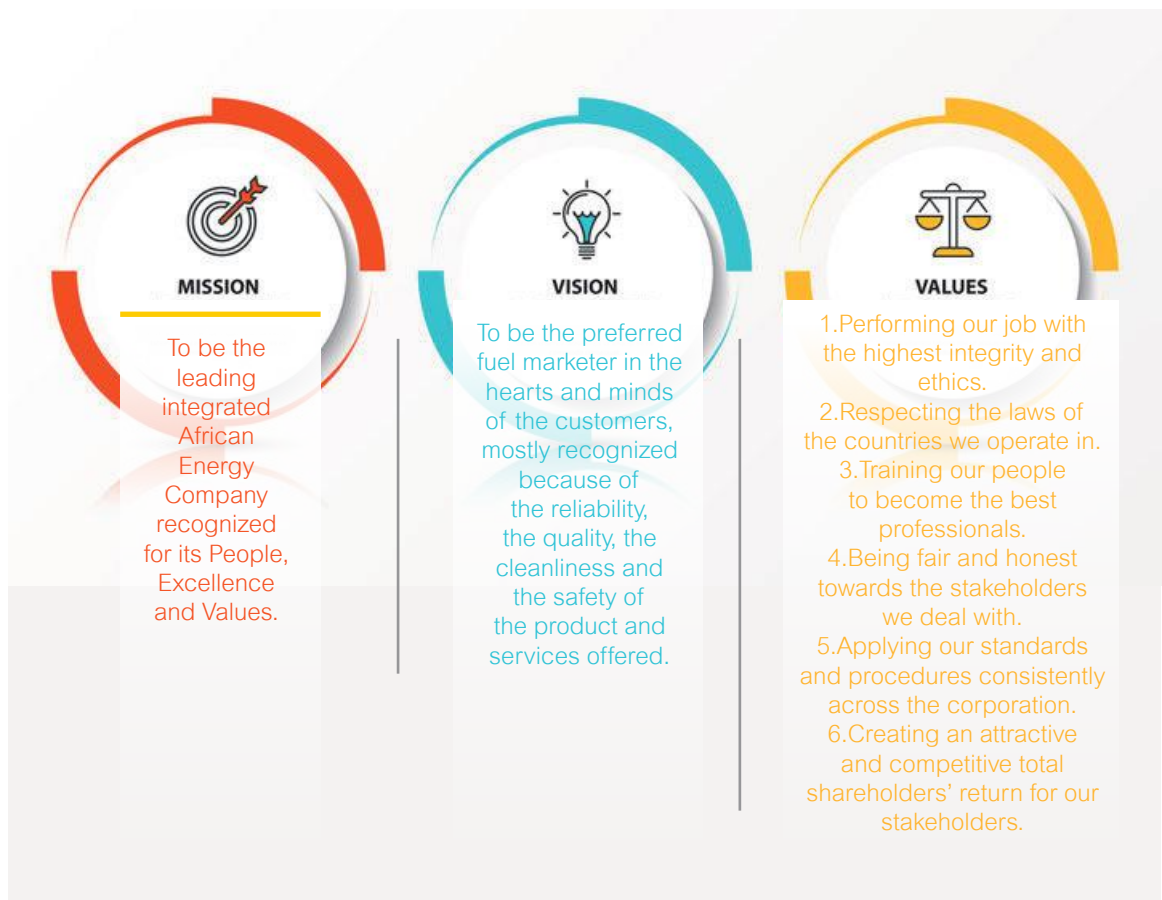 MISSION
To be the
leading
integrated
African
Energy
Company
recognized
for its People,
Excellence
and Values.
VISION
To be the preferred
fuel marketer in the
hearts and minds
of the customers,
mostly recognized
because of
the reliability,
the quality, the
cleanliness and
the safety of
the product and
services offered.
VALUES
1.Performing our job with
the highest integrity and
ethics.
2.Respecting the laws of
the countries we operate in.
3.Training our people
to become the best
professionals.
4.Being fair and honest
towards the stakeholders
we deal with.
5.Applying our standards
and procedures consistently
across the corporation.
6.Creating an attractive
and competitive total
shareholders’ return for our
stakeholders.